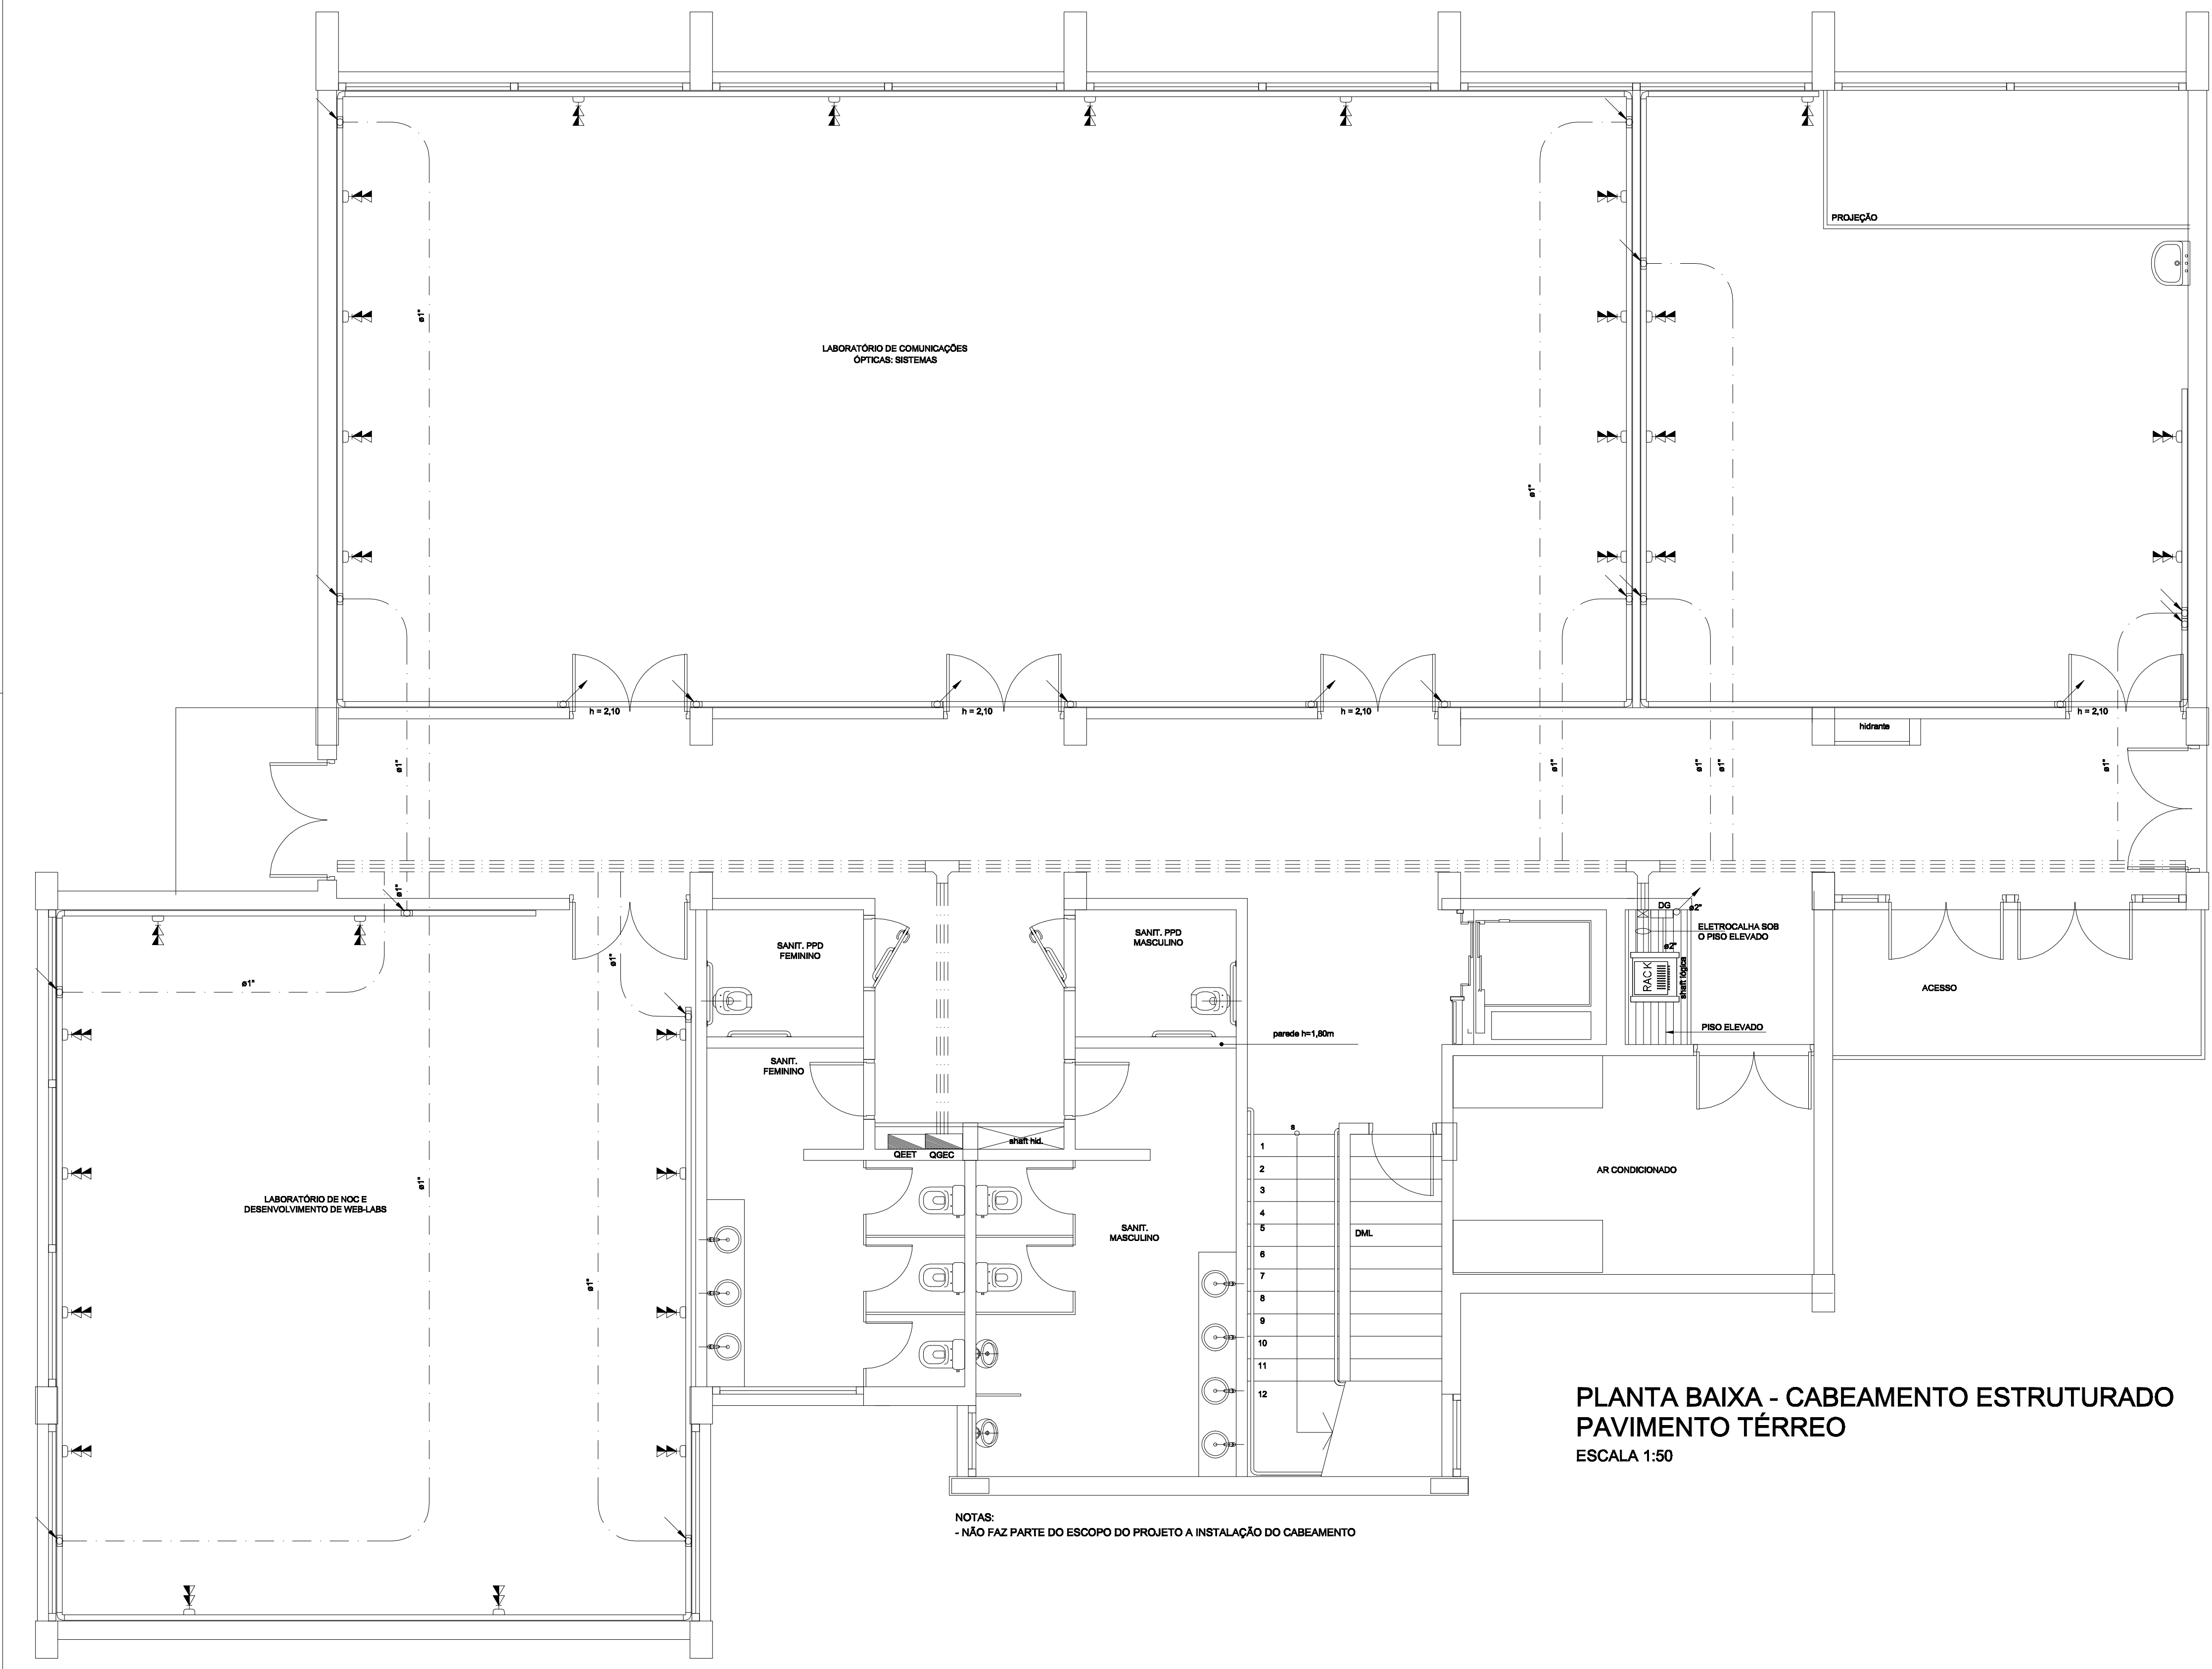 PROJEÇÃO
ø1"
LABORATÓRIO DE COMUNICAÇÕES
ÓPTICAS: SISTEMAS
ø1"
h = 2,10
h = 2,10
h = 2,10
h = 2,10
hidrante
ø1"
ø1"
ø1"
ø1"
ø1"
ø1"
DG
ø2"
ELETROCALHA SOB
O PISO ELEVADO
ø2"
RACK
shaft lógica
PISO ELEVADO
ACESSO
SANIT. PPD
FEMININO
SANIT. PPD
MASCULINO
ø1"
ø1"
parede h=1,80m
SANIT.
FEMININO
s
shaft hid.
QEET
QGEC
1
2
3
4
5
6
7
8
9
10
11
12
AR CONDICIONADO
ø1"
LABORATÓRIO DE NOC E
DESENVOLVIMENTO DE WEB-LABS
SANIT.
MASCULINO
DML
ø1"
PLANTA BAIXA - CABEAMENTO ESTRUTURADO
PAVIMENTO TÉRREO
ESCALA 1:50
NOTAS:
- NÃO FAZ PARTE DO ESCOPO DO PROJETO A INSTALAÇÃO DO CABEAMENTO